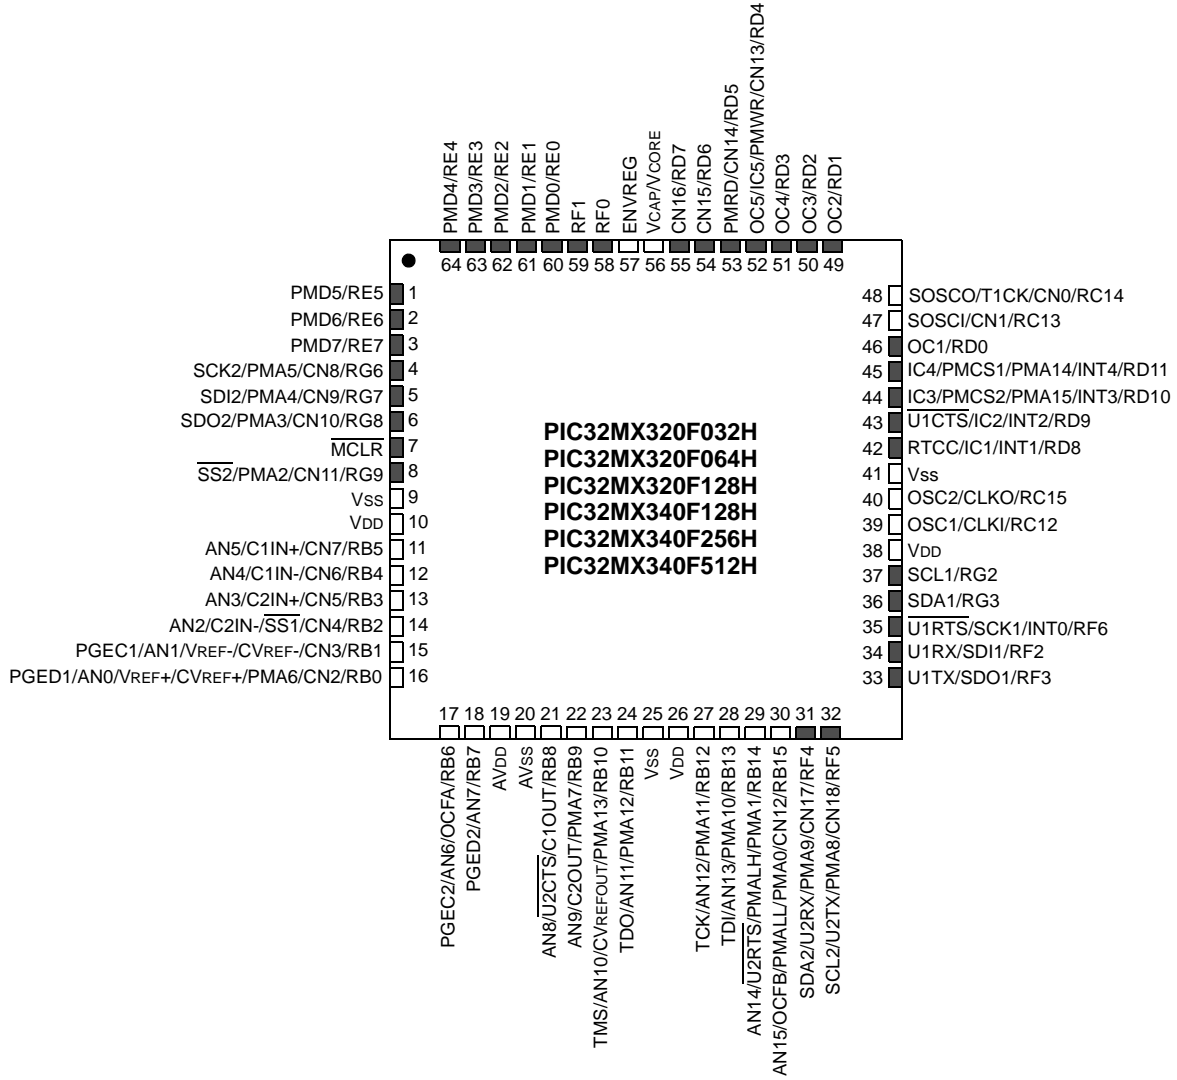 PMD4/RE4
PMD3/RE3
PMD2/RE2
PMD1/RE1
PMD0/RE0
RF1
RF0
ENVREG
VCAP/VCORE
CN16/RD7
CN15/RD6
PMRD/CN14/RD5
OC5/IC5/PMWR/CN13/RD4
OC4/RD3
OC3/RD2
OC2/RD1
64 63 62 61 60 59 58 57 56 55 54 53 52 51 50 49
PMD5/RE5 1
PMD6/RE6 2
PMD7/RE7 3
SCK2/PMA5/CN8/RG6 4
SDI2/PMA4/CN9/RG7 5
SDO2/PMA3/CN10/RG8 6
MCLR 7
SS2/PMA2/CN11/RG9 8
VSS 9
VDD 10
AN5/C1IN+/CN7/RB5 11
AN4/C1IN-/CN6/RB4 12
AN3/C2IN+/CN5/RB3 13
AN2/C2IN-/SS1/CN4/RB2 14
PGEC1/AN1/VREF-/CVREF-/CN3/RB1 15
PGED1/AN0/VREF+/CVREF+/PMA6/CN2/RB0 16
PIC32MX320F032H
PIC32MX320F064H
PIC32MX320F128H
PIC32MX340F128H
PIC32MX340F256H
PIC32MX340F512H
48 SOSCO/T1CK/CN0/RC14
47 SOSCI/CN1/RC13
46 OC1/RD0
45 IC4/PMCS1/PMA14/INT4/RD11
44 IC3/PMCS2/PMA15/INT3/RD10
43 U1CTS/IC2/INT2/RD9
42 RTCC/IC1/INT1/RD8
41 Vss
40 OSC2/CLKO/RC15
39 OSC1/CLKI/RC12
38 VDD
37 SCL1/RG2
36 SDA1/RG3
35 U1RTS/SCK1/INT0/RF6
34 U1RX/SDI1/RF2
33 U1TX/SDO1/RF3
17 18 19 20 21 22 23 24 25 26 27 28 29 30 31 32
PGEC2/AN6/OCFA/RB6
PGED2/AN7/RB7
AVDD
AVSS
AN8/U2CTS/C1OUT/RB8
AN9/C2OUT/PMA7/RB9
TMS/AN10/CVREFOUT/PMA13/RB10
TDO/AN11/PMA12/RB11
VSS
VDD
TCK/AN12/PMA11/RB12
TDI/AN13/PMA10/RB13
AN14/U2RTS/PMALH/PMA1/RB14
AN15/OCFB/PMALL/PMA0/CN12/RB15
SDA2/U2RX/PMA9/CN17/RF4
SCL2/U2TX/PMA8/CN18/RF5